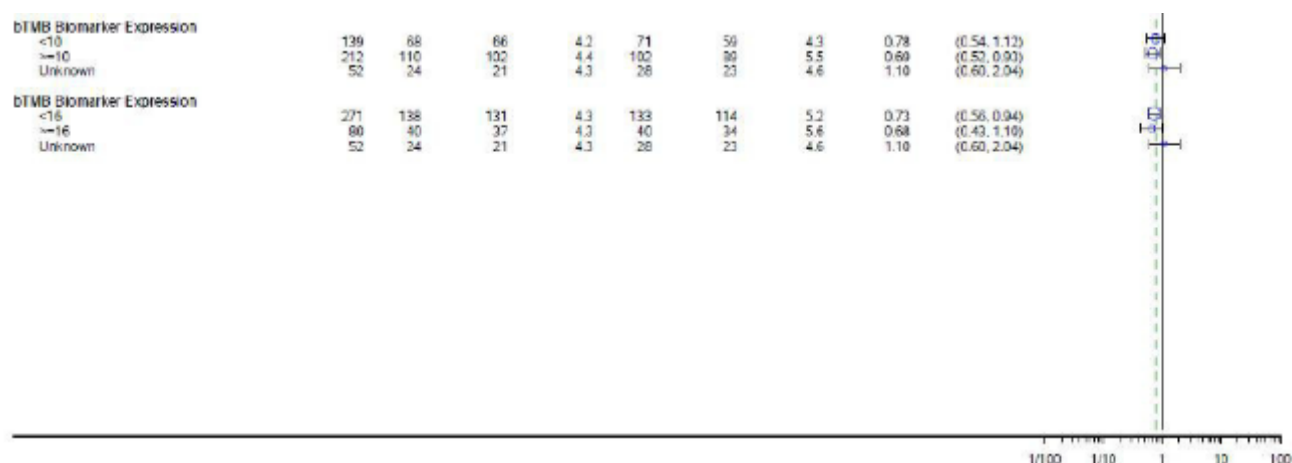 bTMB Biomarker Expression
<10 139 68 66 4.2 71 59 4.3 0.78 (0.54, 1.12)
>=10 212 110 102 4.4 102 89 5.5 0.69 (0.52, 0.93)
Unknown 52 24 21 4.3 28 23 4.6 1.10 (0.60, 2.04)
bTMB Biomarker Expression
<16 271 138 131 4.3 133 114 5.2 0.73 (0.56, 0.94)
>=16 80 40 37 4.3 40 34 5.6 0.68 (0.43, 1.10)
Unknown 52 24 21 4.3 28 23 4.6 1.10 (0.60, 2.04)
1/100 1/10 1 10 100